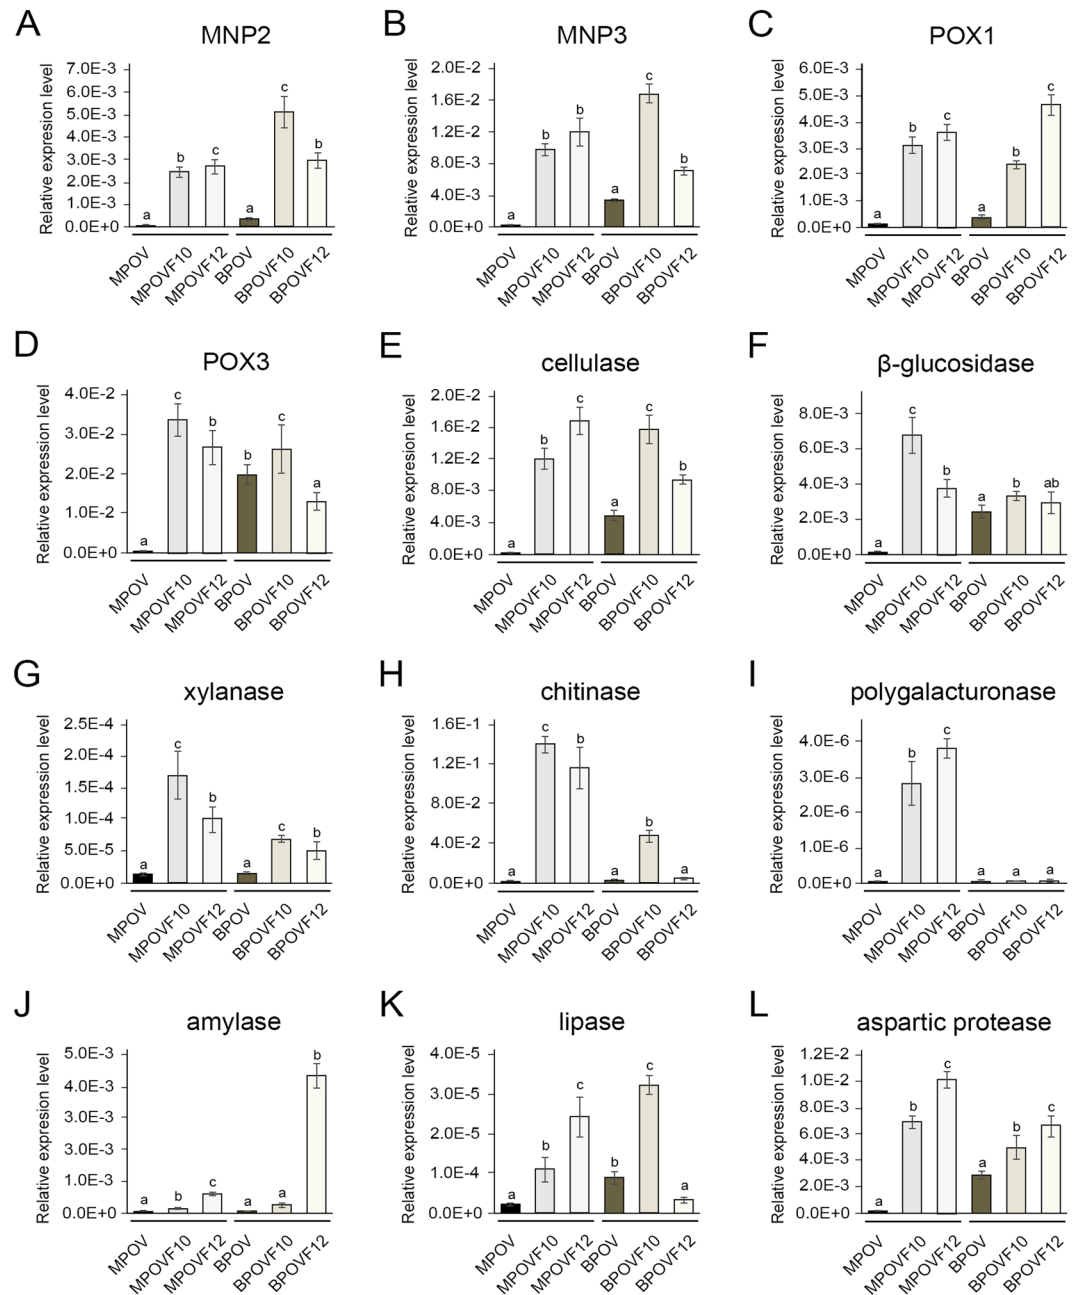 A
MNP2
Relative expression level
7.0E-3
6.0E-3
5.0E-3
4.0E-3
3.0E-3
1.0E-3
1.0E-3
0.0E+0
a b c a c b
MPOV MPOVF10 MPOVF12 BPOV BPOVF10 BPOVF12
B
MNP3
Relative expression level
2.0E-2
1.6E-2
1.2E-2
8.0E-3
4.0E-3
0.0E+0
a b b a c b
MPOV MPOVF10 MPOVF12 BPOV BPOVF10 BPOVF12
C
POX1
Relative expression level
6.0E-3
5.0E-3
4.0E-3
3.0E-3
2.0E-3
1.0E-3
0.0E+0
a b c a b c
MPOV MPOVF10 MPOVF12 BPOV BPOVF10 BPOVF12
D
POX3
Relative expression level
4.0E-2
3.0E-2
2.0E-2
1.0E-2
0.0E+0
a c b b c a
MPOV MPOVF10 MPOVF12 BPOV BPOVF10 BPOVF12
E
cellulase
Relative expression level
2.0E-2
1.6E-2
1.2E-2
8.0E-3
4.0E-3
0.0E+0
a b c a c b
MPOV MPOVF10 MPOVF12 BPOV BPOVF10 BPOVF12
F
β-glucosidase
Relative expression level
8.0E-3
6.0E-3
4.0E-3
2.0E-3
0.0E+0
a c b a b ab
MPOV MPOVF10 MPOVF12 BPOV BPOVF10 BPOVF12
G
xylanase
Relative expression level
2.5E-4
2.0E-4
1.5E-4
1.0E-4
5.0E-5
0.0E+0
a c b a c b
MPOV MPOVF10 MPOVF12 BPOV BPOVF10 BPOVF12
H
chitinase
Relative expression level
1.6E-1
1.2E-1
8.0E-2
4.0E-2
0.0E+0
a c b a b a
MPOV MPOVF10 MPOVF12 BPOV BPOVF10 BPOVF12
I
polygalacturonase
Relative expression level
4.0E-6
3.0E-6
2.0E-6
1.0E-6
0.0E+0
a b c a a a
MPOV MPOVF10 MPOVF12 BPOV BPOVF10 BPOVF12
J
amylase
Relative expression level
5.0E-3
4.0E-3
3.0E-3
3.0E-3
1.0E-3
0.0E+0
a b c a a b
MPOV MPOVF10 MPOVF12 BPOV BPOVF10 BPOVF12
K
lipase
Relative expression level
4.0E-5
3.0E-5
2.0E-5
1.0E-4
0.0E+0
a b c b c a
MPOV MPOVF10 MPOVF12 BPOV BPOVF10 BPOVF12
L
aspartic protease
Relative expression level
1.2E-2
1.0E-2
8.0E-3
6.0E-3
4.0E-3
2.0E-3
0.0E+0
a b c a b c
MPOV MPOVF10 MPOVF12 BPOV BPOVF10 BPOVF12